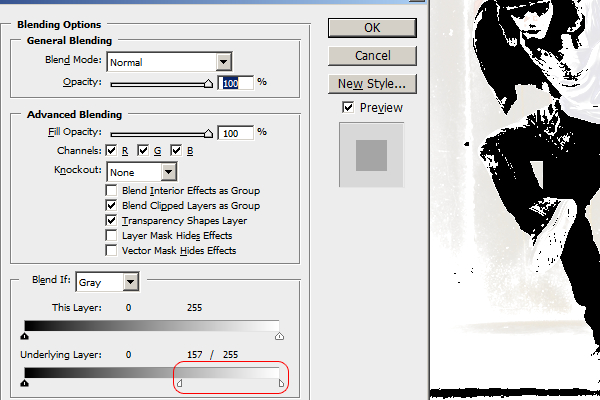 Blending Options
General Blending
Blend Mode: Normal
Opacity: 100 %
Advanced Blending
Fill Opacity: 100 %
Channels: R G B
Knockout: None
Blend Interior Effects as Group
Blend Clipped Layers as Group
Transparency Shapes Layer
Layer Mask Hides Effects
Vector Mask Hides Effects
Blend If: Gray
This Layer: 0 255
Underlying Layer: 0 157 / 255
OK
Cancel
New Style...
Preview